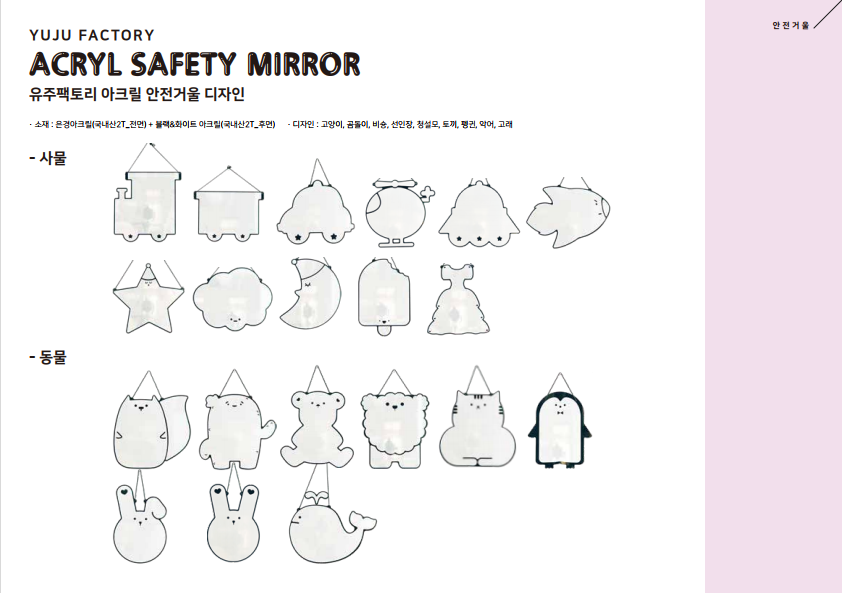 안전거울
YUJU FACTORY
ACRYL SAFETY MIRROR
유주팩토리 아크릴 안전거울 디자인
· 소재 : 은경아크릴(국내산2T_전면) + 블랙&화이트 아크릴(국내산2T_후면) · 디자인 : 고양이, 곰돌이, 비숑, 선인장, 청설모, 토끼, 펭귄, 악어, 고래
- 사물
- 동물